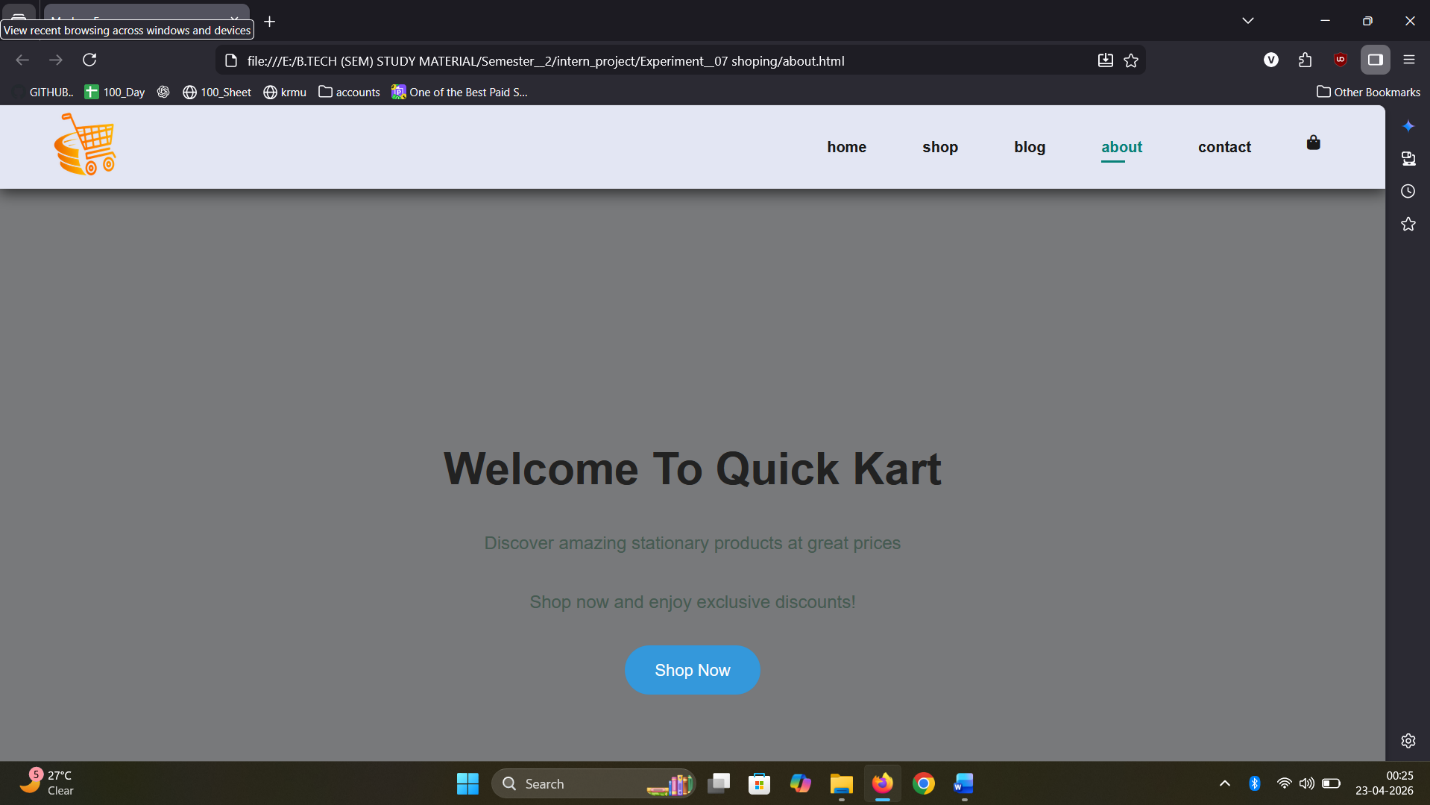 View recent browsing across windows and devices
file:///E:/B.TECH (SEM) STUDY MATERIAL/Semester__2/intern_project/Experiment__07 shoping/about.html
V
UD
GITHUB..
100_Day
100_Sheet
krmu
accounts
One of the Best Paid S...
Other Bookmarks
home
shop
blog
about
contact
Welcome To Quick Kart
Discover amazing stationary products at great prices
Shop now and enjoy exclusive discounts!
Shop Now
5
27°C
Clear
Search
W
00:25
23-04-2026